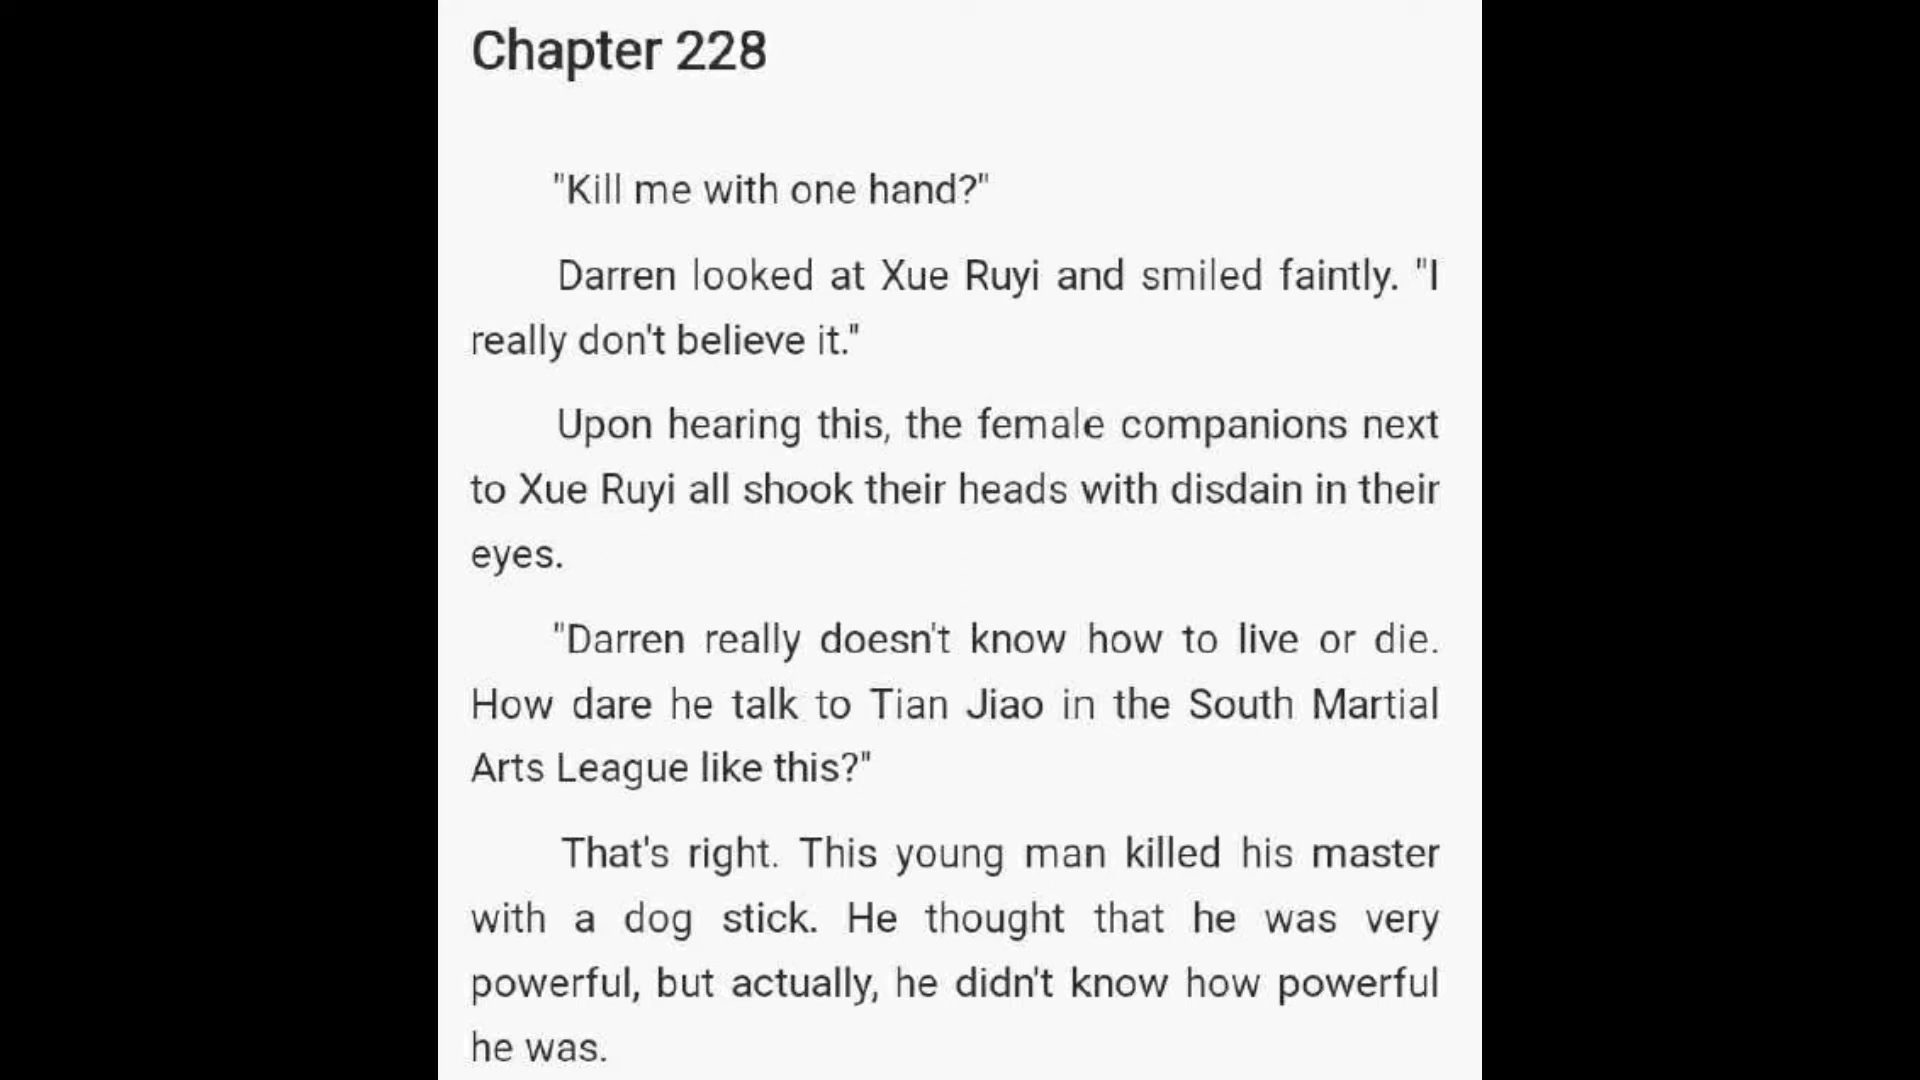 Chapter 228
"Kill me with one hand?"
Darren looked at Xue Ruyi and smiled faintly. "I
really don't believe it."
Upon hearing this, the female companions next
to Xue Ruyi all shook their heads with disdain in their
eyes.
"Darren really doesn't know how to live or die.
How dare he talk to Tian Jiao in the South Martial
Arts League like this?"
That's right. This young man killed his master
with a dog stick. He thought that he was very
powerful, but actually, he didn't know how powerful
he was.